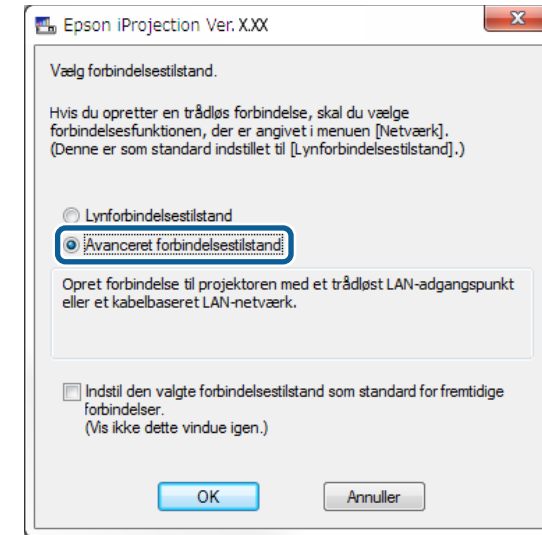 Epson iProjection Ver. X.XX
Vælg forbindelsestilstand.
Hvis du opretter en trådløs forbindelse, skal du vælge
forbindelsesfunktionen, der er angivet i menuen [Netværk].
(Denne er som standard indstillet til [Lynforbindelsestilstand].)
Lynforbindelsestilstand
Avanceret forbindelsestilstand
Opret forbindelse til projektoren med et trådløst LAN-adgangspunkt
eller et kabelbaseret LAN-netværk.
Indstil den valgte forbindelsestilstand som standard for fremtidige
forbindelser.
(Vis ikke dette vindue igen.)
OK
Annuller